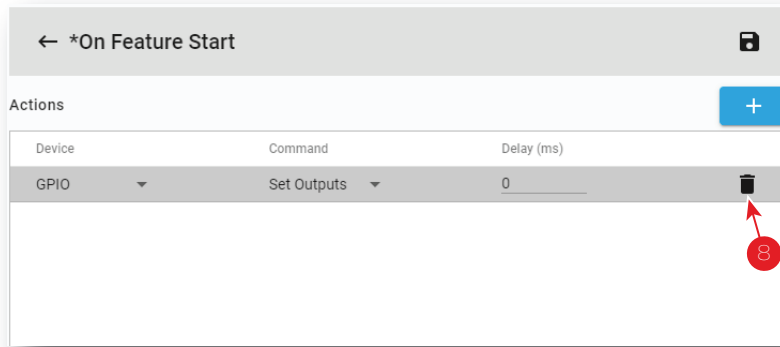 *On Feature Start
Actions
Device Command Delay (ms)
GPIO Set Outputs 0
8